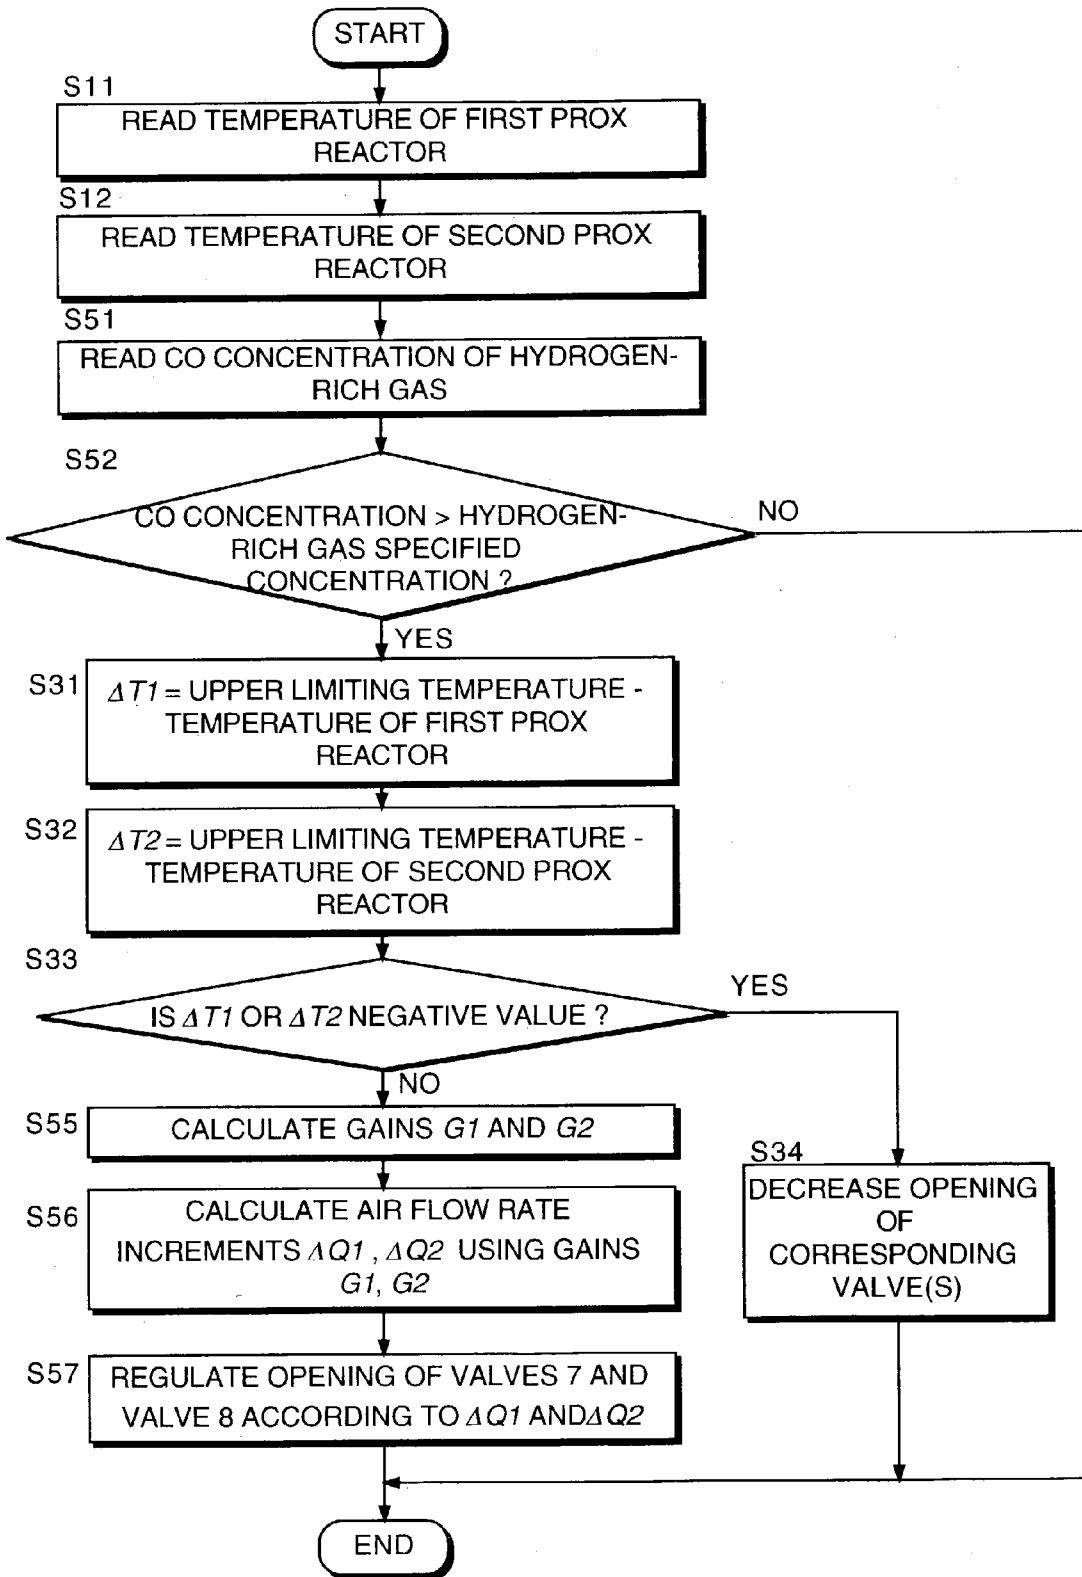 START
S11
READ TEMPERATURE OF FIRST PROX
REACTOR
S12
READ TEMPERATURE OF SECOND PROX
REACTOR
S51
READ CO CONCENTRATION OF HYDROGEN-
RICH GAS
S52
CO CONCENTRATION > HYDROGEN-
RICH GAS SPECIFIED
CONCENTRATION ?
NO
YES
S31
ΔT1 = UPPER LIMITING TEMPERATURE -
TEMPERATURE OF FIRST PROX
REACTOR
S32
ΔT2 = UPPER LIMITING TEMPERATURE -
TEMPERATURE OF SECOND PROX
REACTOR
S33
IS ΔT1 OR ΔT2 NEGATIVE VALUE ?
YES
NO
S55
CALCULATE GAINS G1 AND G2
S34
DECREASE OPENING
OF
CORRESPONDING
VALVE(S)
S56
CALCULATE AIR FLOW RATE
INCREMENTS ΔQ1 , ΔQ2 USING GAINS
G1, G2
S57
REGULATE OPENING OF VALVES 7 AND
VALVE 8 ACCORDING TO ΔQ1 ANDΔQ2
END